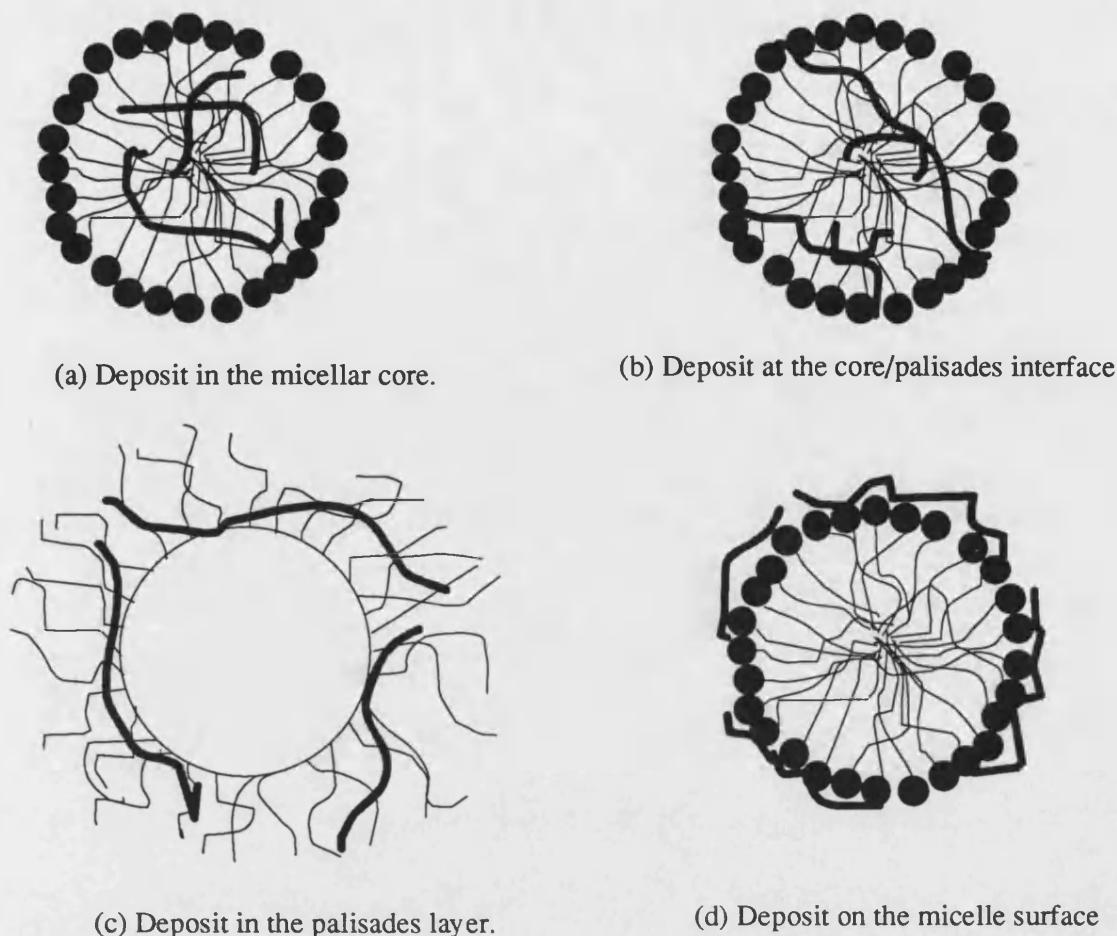 (a) Deposit in the micellar core.
(b) Deposit at the core/palisades interface
(c) Deposit in the palisades layer.
(d) Deposit on the micelle surface